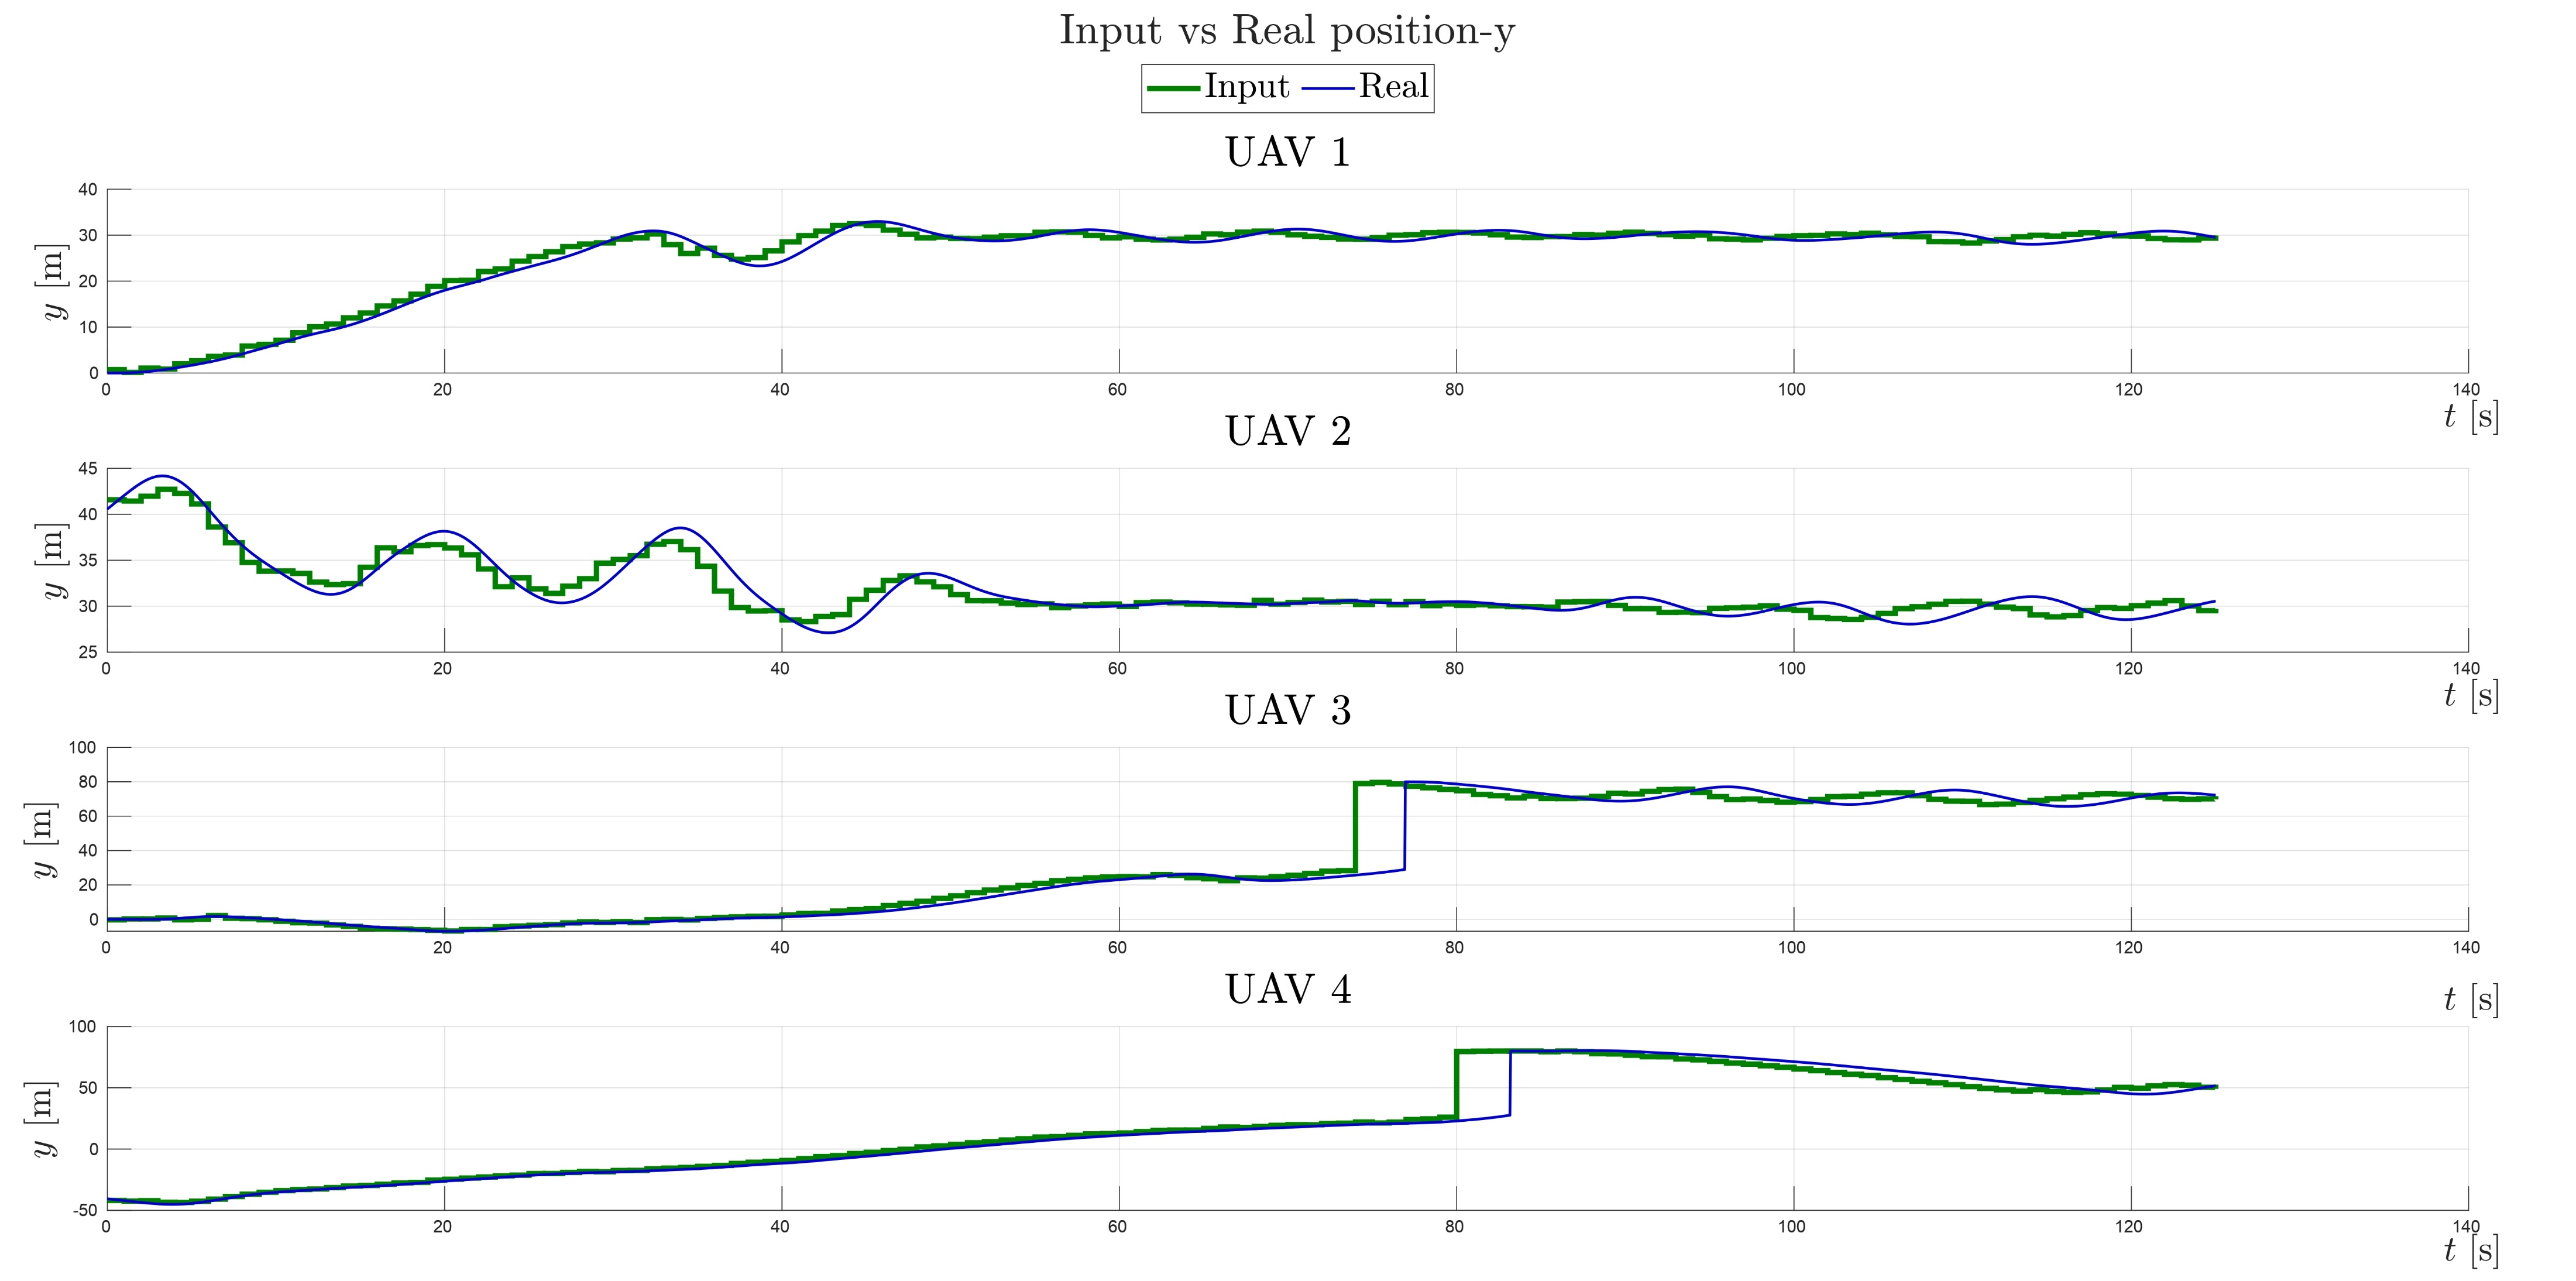 Input vs Real position-y
Input Real
UAV 1
40
30
20
10
0
y [m]
0 20 40 60 80 100 120 140
t [s]
UAV 2
45
40
35
30
25
y [m]
0 20 40 60 80 100 120 140
t [s]
UAV 3
100
80
60
40
20
0
y [m]
0 20 40 60 80 100 120 140
t [s]
UAV 4
100
50
0
-50
y [m]
0 20 40 60 80 100 120 140
t [s]